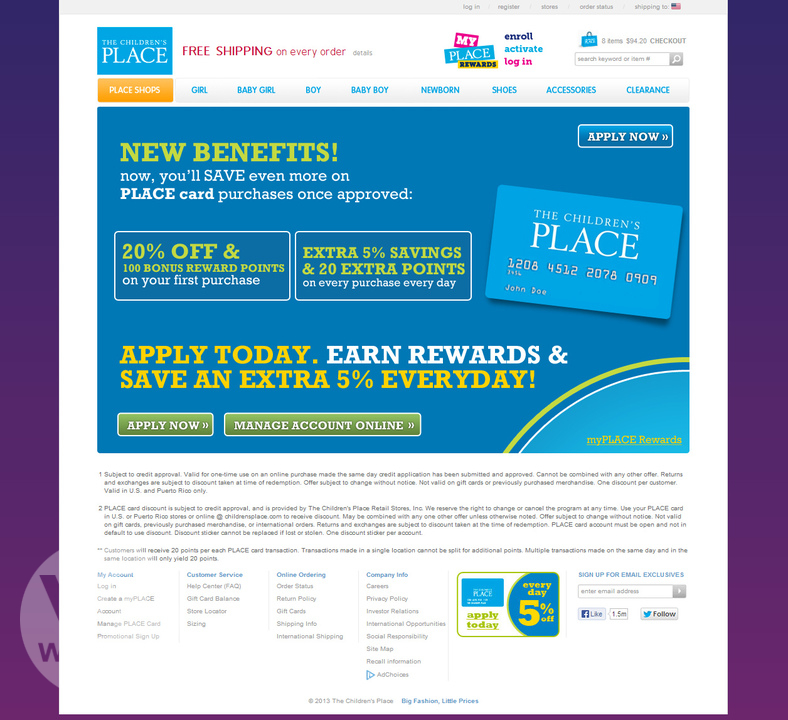 log in
register
stores
order status
shipping to:
THE CHILDREN'S
PLACE
FREE SHIPPING on every order details
MY
PLACE
REWARDS
enroll
activate
log in
8 items $94.20 CHECKOUT
search keyword or item #
PLACE SHOPS
GIRL
BABY GIRL
BOY
BABY BOY
NEWBORN
SHOES
ACCESSORIES
CLEARANCE
APPLY NOW »
NEW BENEFITS!
now, you'll SAVE even more on
PLACE card purchases once approved:
THE CHILDREN'S
PLACE
1208 4512 2078 0909
John Doe
20% OFF &
100 BONUS REWARD POINTS
on your first purchase
EXTRA 5% SAVINGS
& 20 EXTRA POINTS
on every purchase every day
APPLY TODAY. EARN REWARDS &
SAVE AN EXTRA 5% EVERYDAY!
APPLY NOW »
MANAGE ACCOUNT ONLINE »
myPLACE Rewards
1 Subject to credit approval. Valid for one-time use on an online purchase made the same day credit application has been submitted and approved. Cannot be combined with any other offer. Returns
and exchanges are subject to discount taken at time of redemption. Offer subject to change without notice. Not valid on gift cards or previously purchased merchandise. One discount per customer.
Valid in U.S. and Puerto Rico only.
2 PLACE card discount is subject to credit approval, and is provided by The Children's Place Retail Stores, Inc. We reserve the right to change or cancel the program at any time. Use your PLACE card
in U.S. or Puerto Rico stores or online @ childrensplace.com to receive discount. May be combined with any one other offer unless otherwise noted. Offer subject to change without notice. Not valid
on gift cards, previously purchased merchandise, or international orders. Returns and exchanges are subject to discount taken at the time of redemption. PLACE card account must be open and not in
default to use discount. Discount sticker cannot be replaced if lost or stolen. One discount sticker per account.
** Customers will receive 20 points per each PLACE card transaction. Transactions made in a single location cannot be split for additional points. Multiple transactions made on the same day and in the
same location will only yield 20 points.
My Account
Log in
Create a myPLACE
Account
Manage PLACE Card
Promotional Sign Up
Customer Service
Help Center (FAQ)
Gift Card Balance
Store Locator
Sizing
Online Ordering
Order Status
Return Policy
Gift Cards
Shipping Info
International Shipping
Company Info
Careers
Privacy Policy
Investor Relations
International Opportunities
Social Responsibility
Site Map
Recall information
AdChoices
PLACE
apply
today
every
day
5%
off
SIGN UP FOR EMAIL EXCLUSIVES
enter email address
Like
1.5m
Follow
© 2013 The Children's Place
Big Fashion, Little Prices